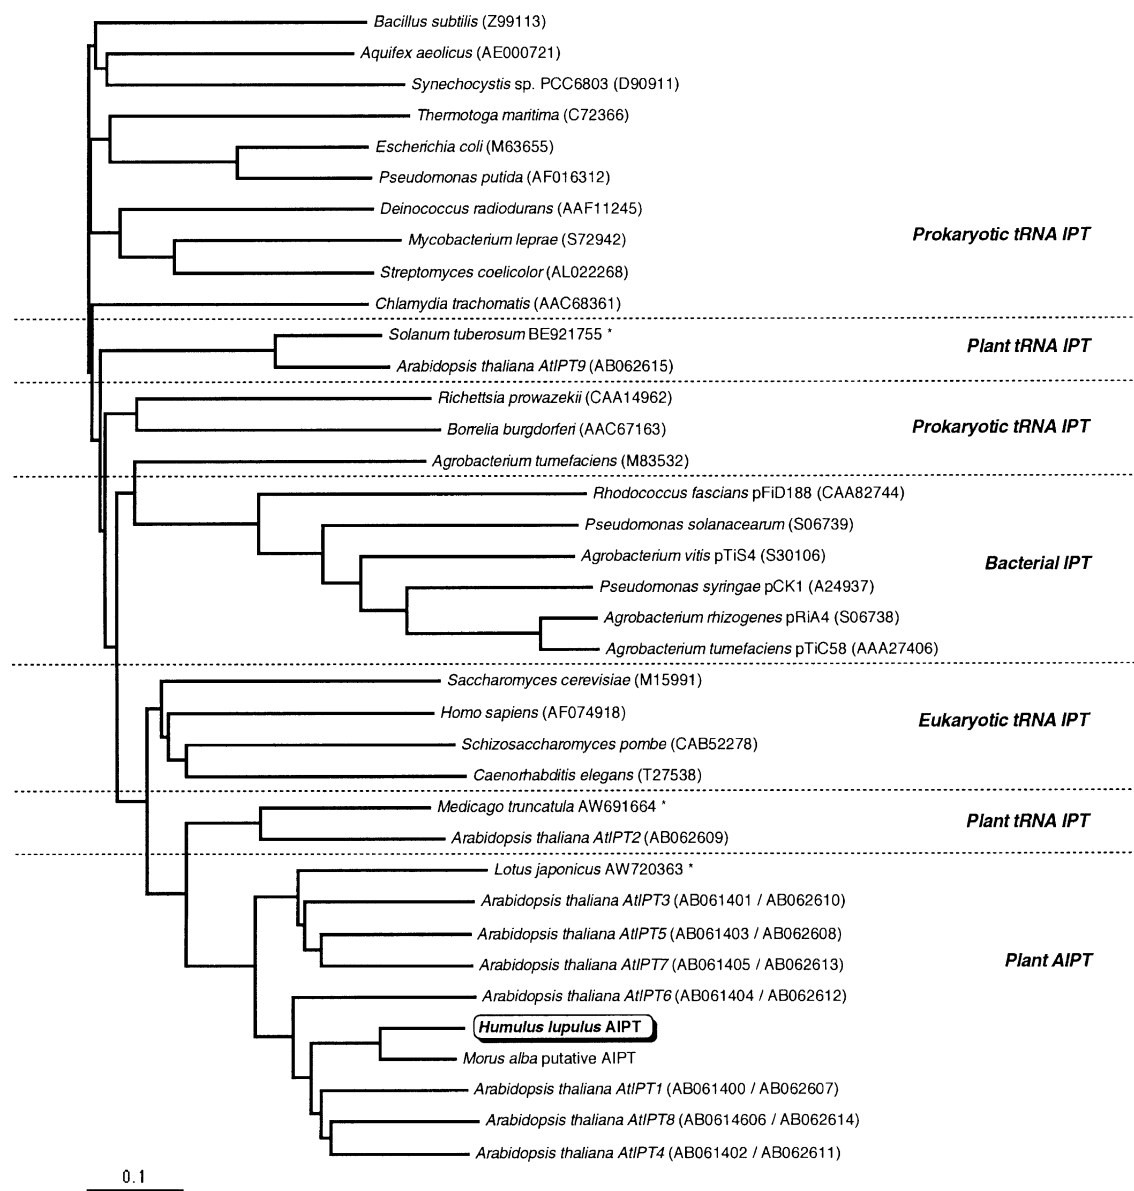 Bacillus subtilis (Z99113)
Aquifex aeolicus (AE000721)
Synechocystis sp. PCC6803 (D90911)
Thermotoga maritima (C72366)
Escherichia coli (M63655)
Pseudomonas putida (AF016312)
Deinococcus radiodurans (AAF11245)
Mycobacterium leprae (S72942)
Prokaryotic tRNA IPT
Streptomyces coelicolor (AL022268)
Chlamydia trachomatis (AAC68361)
Solanum tuberosum BE921755 *
Plant tRNA IPT
Arabidopsis thaliana AtIPT9 (AB062615)
Richettsia prowazekii (CAA14962)
Prokaryotic tRNA IPT
Borrelia burgdorferi (AAC67163)
Agrobacterium tumefaciens (M83532)
Rhodococcus fascians pFiD188 (CAA82744)
Pseudomonas solanacearum (S06739)
Agrobacterium vitis pTiS4 (S30106)
Bacterial IPT
Pseudomonas syringae pCK1 (A24937)
Agrobacterium rhizogenes pRiA4 (S06738)
Agrobacterium tumefaciens pTiC58 (AAA27406)
Saccharomyces cerevisiae (M15991)
Homo sapiens (AF074918)
Eukaryotic tRNA IPT
Schizosaccharomyces pombe (CAB52278)
Caenorhabditis elegans (T27538)
Medicago truncatula AW691664 *
Plant tRNA IPT
Arabidopsis thaliana AtIPT2 (AB062609)
Lotus japonicus AW720363 *
Arabidopsis thaliana AtIPT3 (AB061401 / AB062610)
Arabidopsis thaliana AtIPT5 (AB061403 / AB062608)
Plant AIPT
Arabidopsis thaliana AtIPT7 (AB061405 / AB062613)
Arabidopsis thaliana AtIPT6 (AB061404 / AB062612)
Humulus lupulus AIPT
Morus alba putative AIPT
Arabidopsis thaliana AtIPT1 (AB061400 / AB062607)
Arabidopsis thaliana AtIPT8 (AB0614606 / AB062614)
Arabidopsis thaliana AtIPT4 (AB061402 / AB062611)
0.1